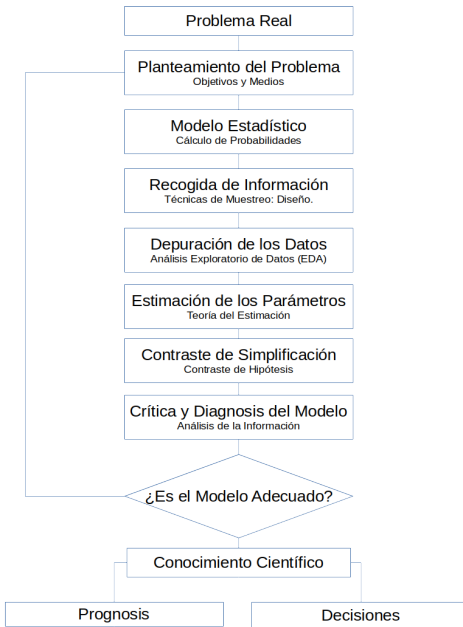 Problema Real
Planteamiento del Problema
Objetivos y Medios
Modelo Estadístico
Cálculo de Probabilidades
Recogida de Información
Técnicas de Muestreo: Diseño.
Depuración de los Datos
Análisis Exploratorio de Datos (EDA)
Estimación de los Parámetros
Teoría del Estimación
Contraste de Simplificación
Contraste de Hipótesis
Crítica y Diagnosis del Modelo
Análisis de la Información
¿Es el Modelo Adecuado?
Conocimiento Científico
Prognosis
Decisiones